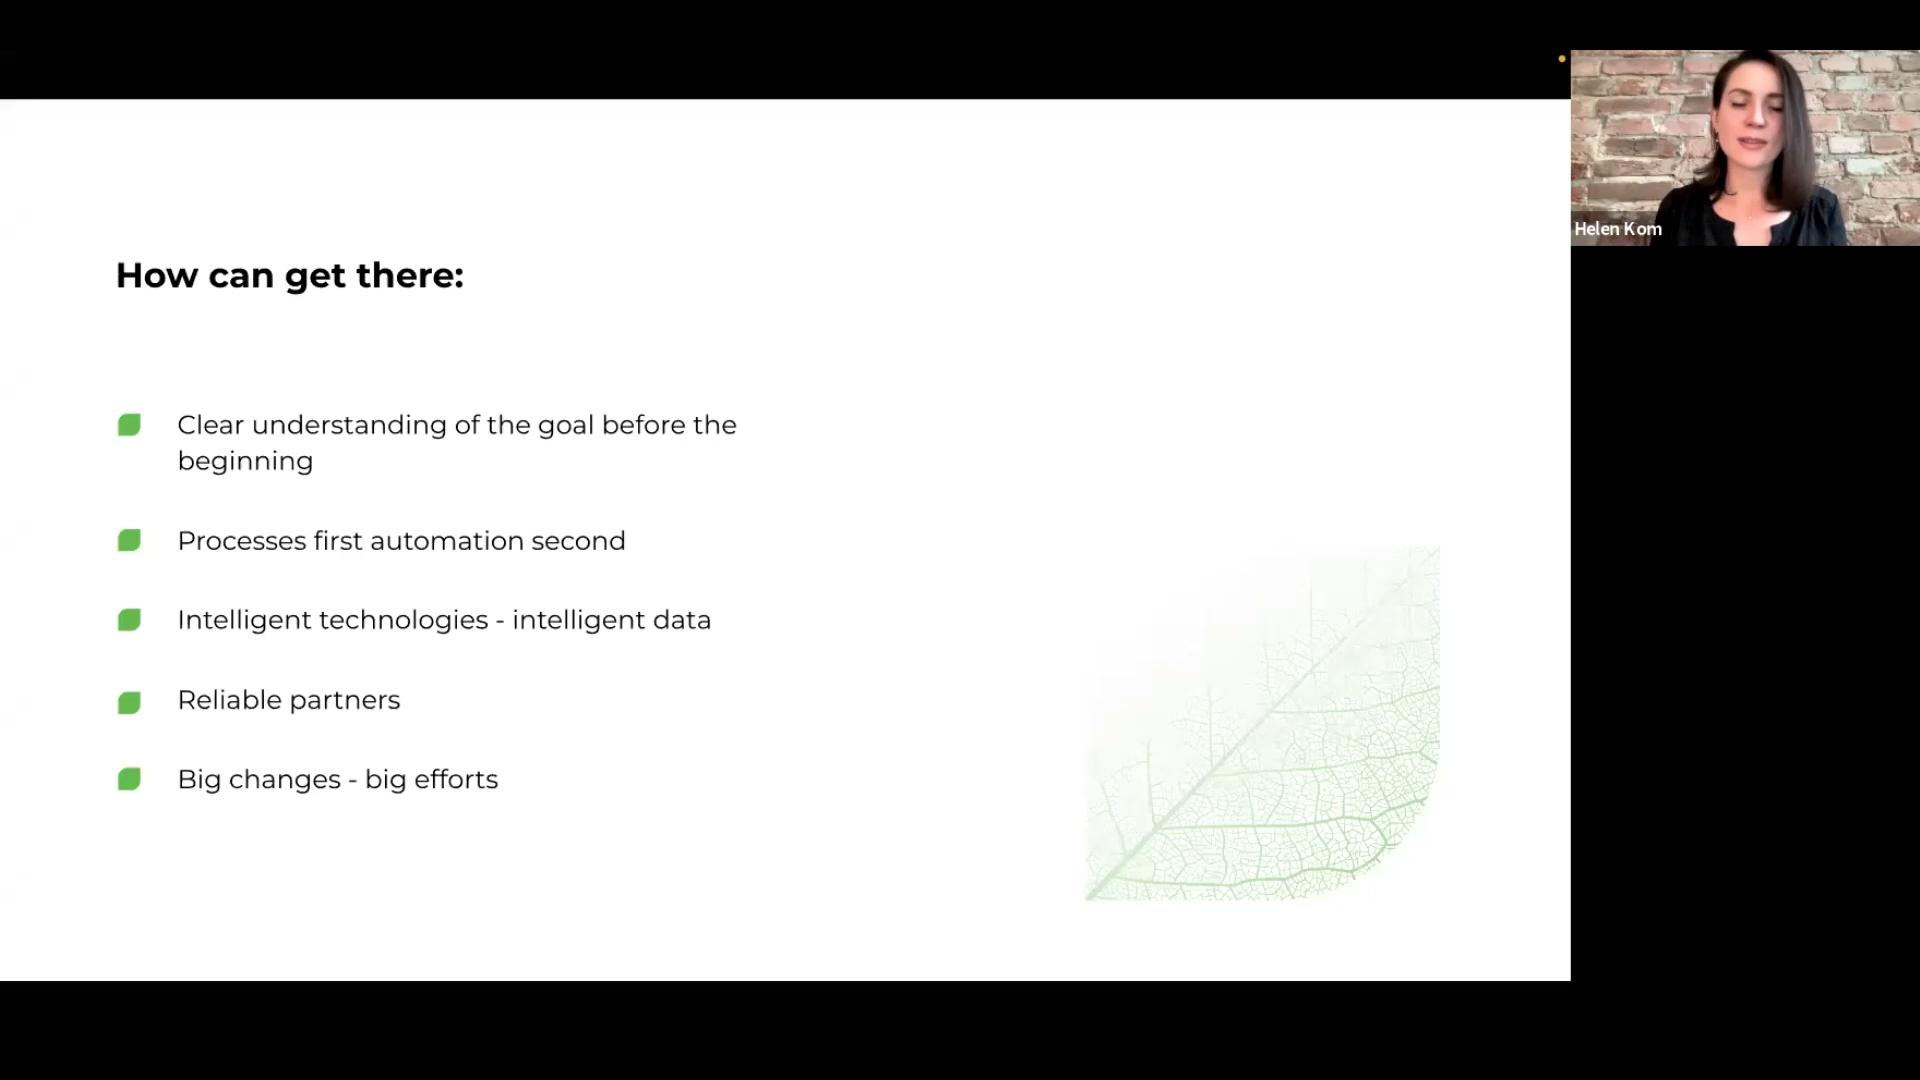 How can get there:
Clear understanding of the goal before the
beginning
Processes first automation second
Intelligent technologies - intelligent data
Reliable partners
Big changes - big efforts
Helen Kom